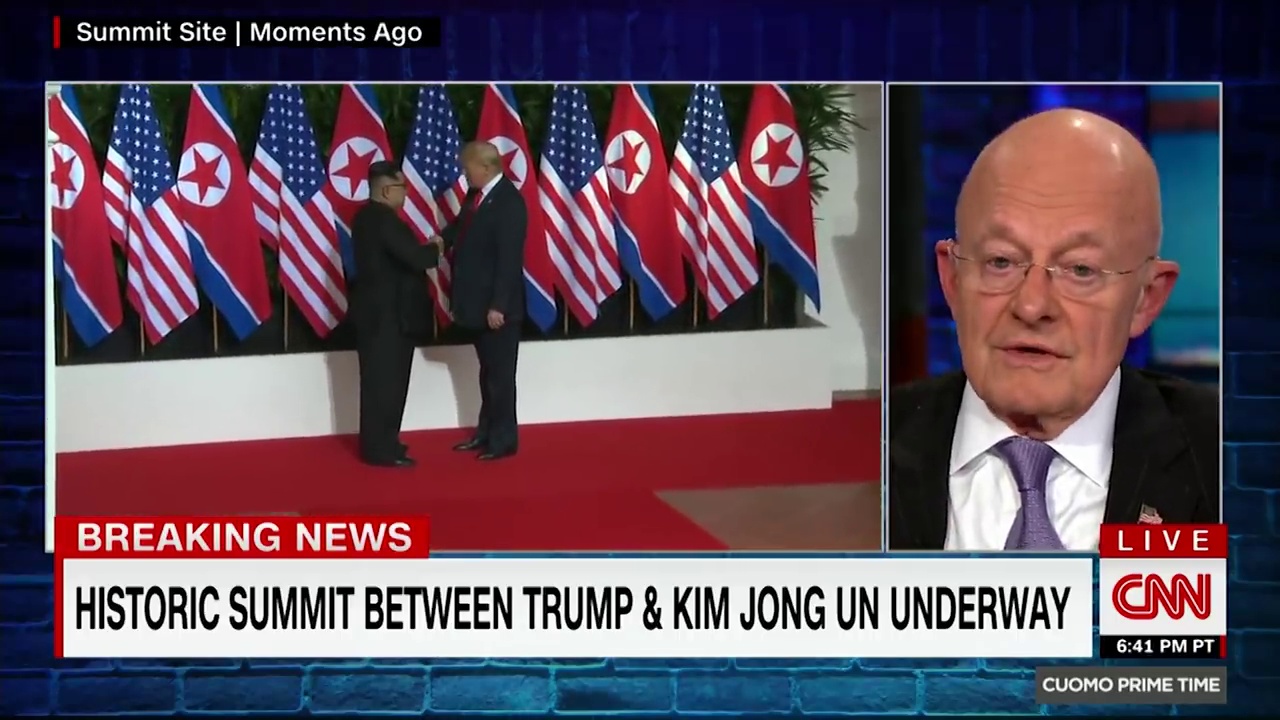 Summit Site | Moments Ago
BREAKING NEWS
HISTORIC SUMMIT BETWEEN TRUMP & KIM JONG UN UNDERWAY
LIVE
CNN
6:41 PM PT
CUOMO PRIME TIME